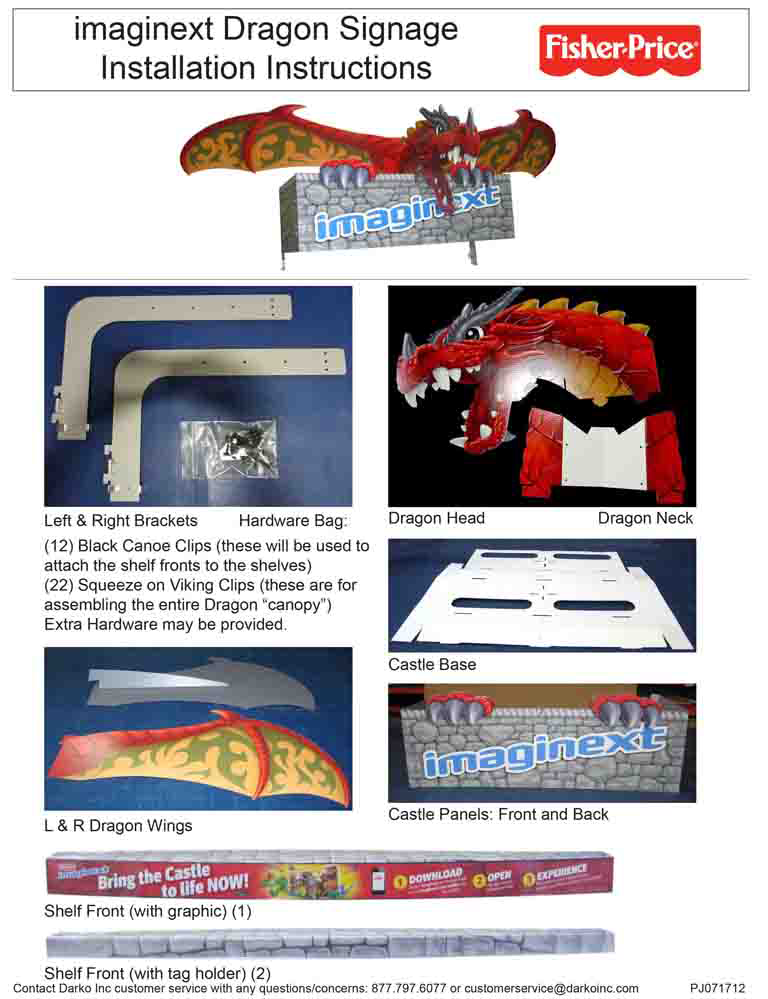 imaginext Dragon Signage
Installation Instructions
Fisher-Price
imaginext
Left & Right Brackets
Hardware Bag:
(12) Black Canoe Clips (these will be used to
attach the shelf fronts to the shelves)
(22) Squeeze on Viking Clips (these are for
assembling the entire Dragon “canopy”)
Extra Hardware may be provided.
Dragon Head
Dragon Neck
Castle Base
imaginext
Castle Panels: Front and Back
L & R Dragon Wings
imaginext
Bring the Castle
to life NOW!
1 DOWNLOAD
2 OPEN
3 EXPERIENCE
Shelf Front (with graphic) (1)
Shelf Front (with tag holder) (2)
Contact Darko Inc customer service with any questions/concerns: 877.797.6077 or customerservice@darkoinc.com
PJ071712